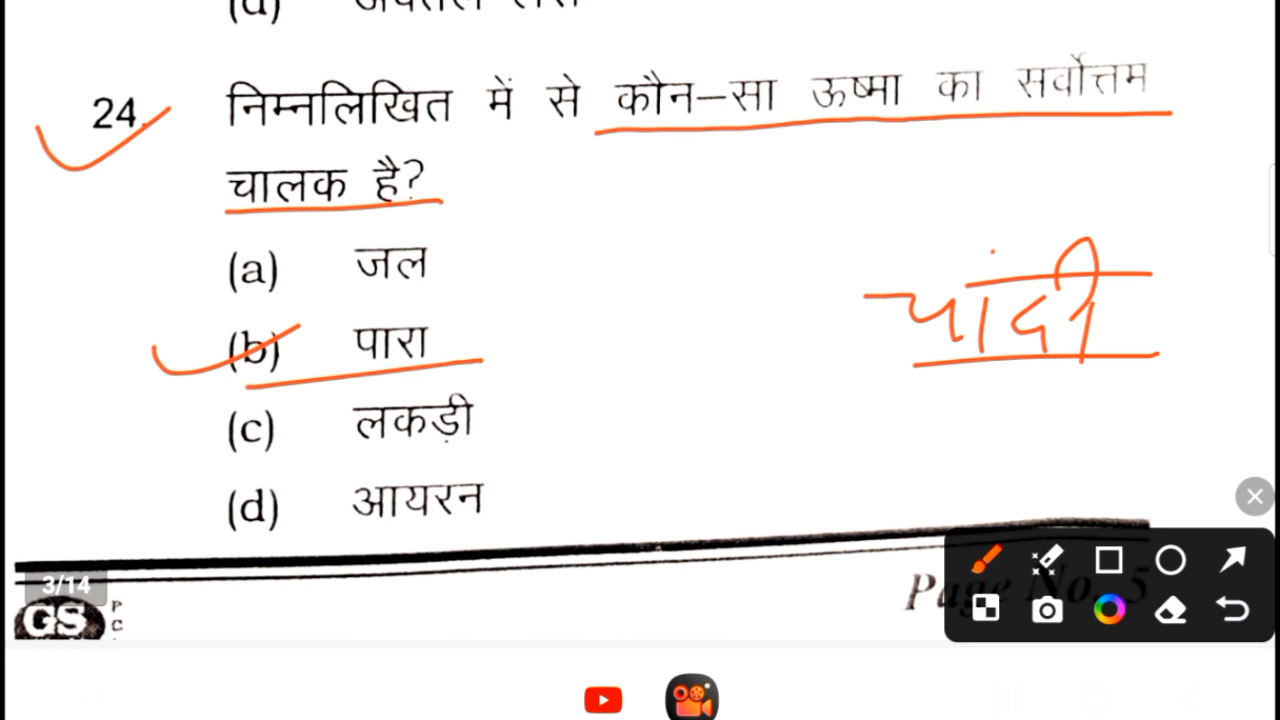 24.
निम्नलिखित में से कौन–सा ऊष्मा का सर्वोत्तम
चालक है?
(a) जल
(b) पारा
(c) लकड़ी
(d) आयरन
चांदी
3/14
GS
P
C
Page No. 5